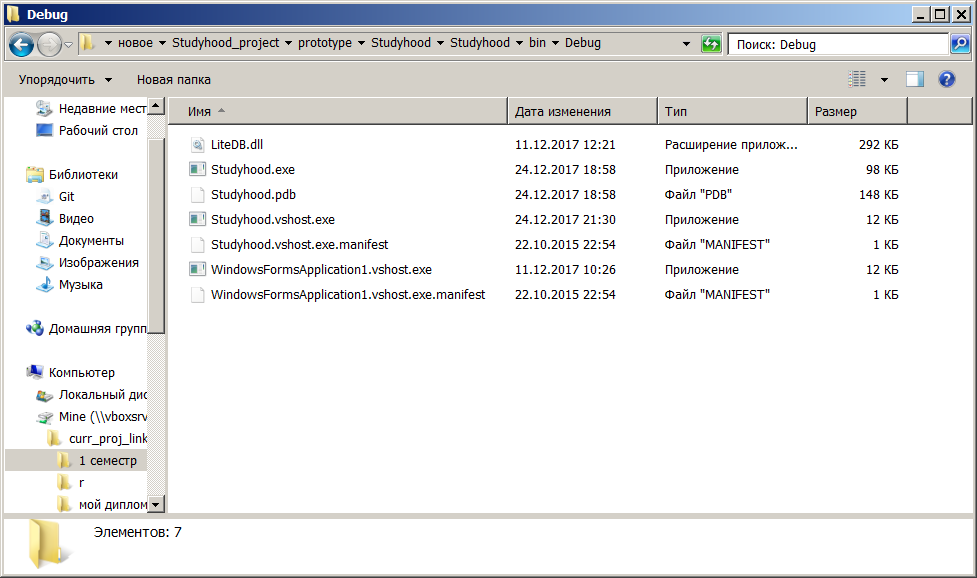 Debug
новое Studyhood_project prototype Studyhood Studyhood bin Debug
Поиск: Debug
Упорядочить Новая папка
Недавние мест
Рабочий стол
Библиотеки
Git
Видео
Документы
Изображения
Музыка
Домашняя групп
Компьютер
Локальный дис
Mine (\\vboxsrv
curr_proj_link
1 семестр
r
мой диплом
Имя Дата изменения Тип Размер
LiteDB.dll 11.12.2017 12:21 Расширение прилож... 292 КБ
Studyhood.exe 24.12.2017 18:58 Приложение 98 КБ
Studyhood.pdb 24.12.2017 18:58 Файл "PDB" 148 КБ
Studyhood.vshost.exe 24.12.2017 21:30 Приложение 12 КБ
Studyhood.vshost.exe.manifest 22.10.2015 22:54 Файл "MANIFEST" 1 КБ
WindowsFormsApplication1.vshost.exe 11.12.2017 10:26 Приложение 12 КБ
WindowsFormsApplication1.vshost.exe.manifest 22.10.2015 22:54 Файл "MANIFEST" 1 КБ
Элементов: 7